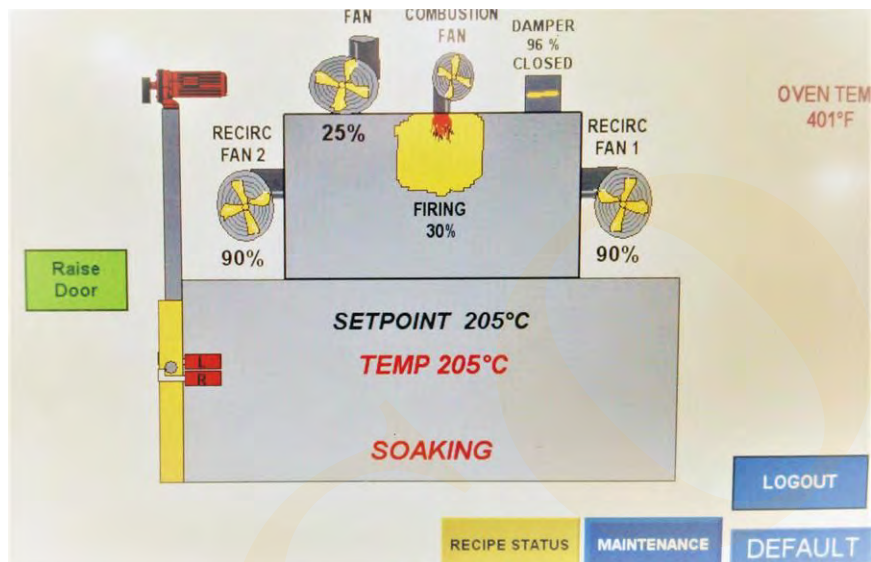 FAN
COMBUSTION
FAN
DAMPER
96 %
CLOSED
OVEN TEM
401°F
RECIRC
FAN 2
25%
RECIRC
FAN 1
FIRING
30%
90%
90%
Raise
Door
SETPOINT 205°C
TEMP 205°C
L
R
SOAKING
LOGOUT
RECIPE STATUS
MAINTENANCE
DEFAULT